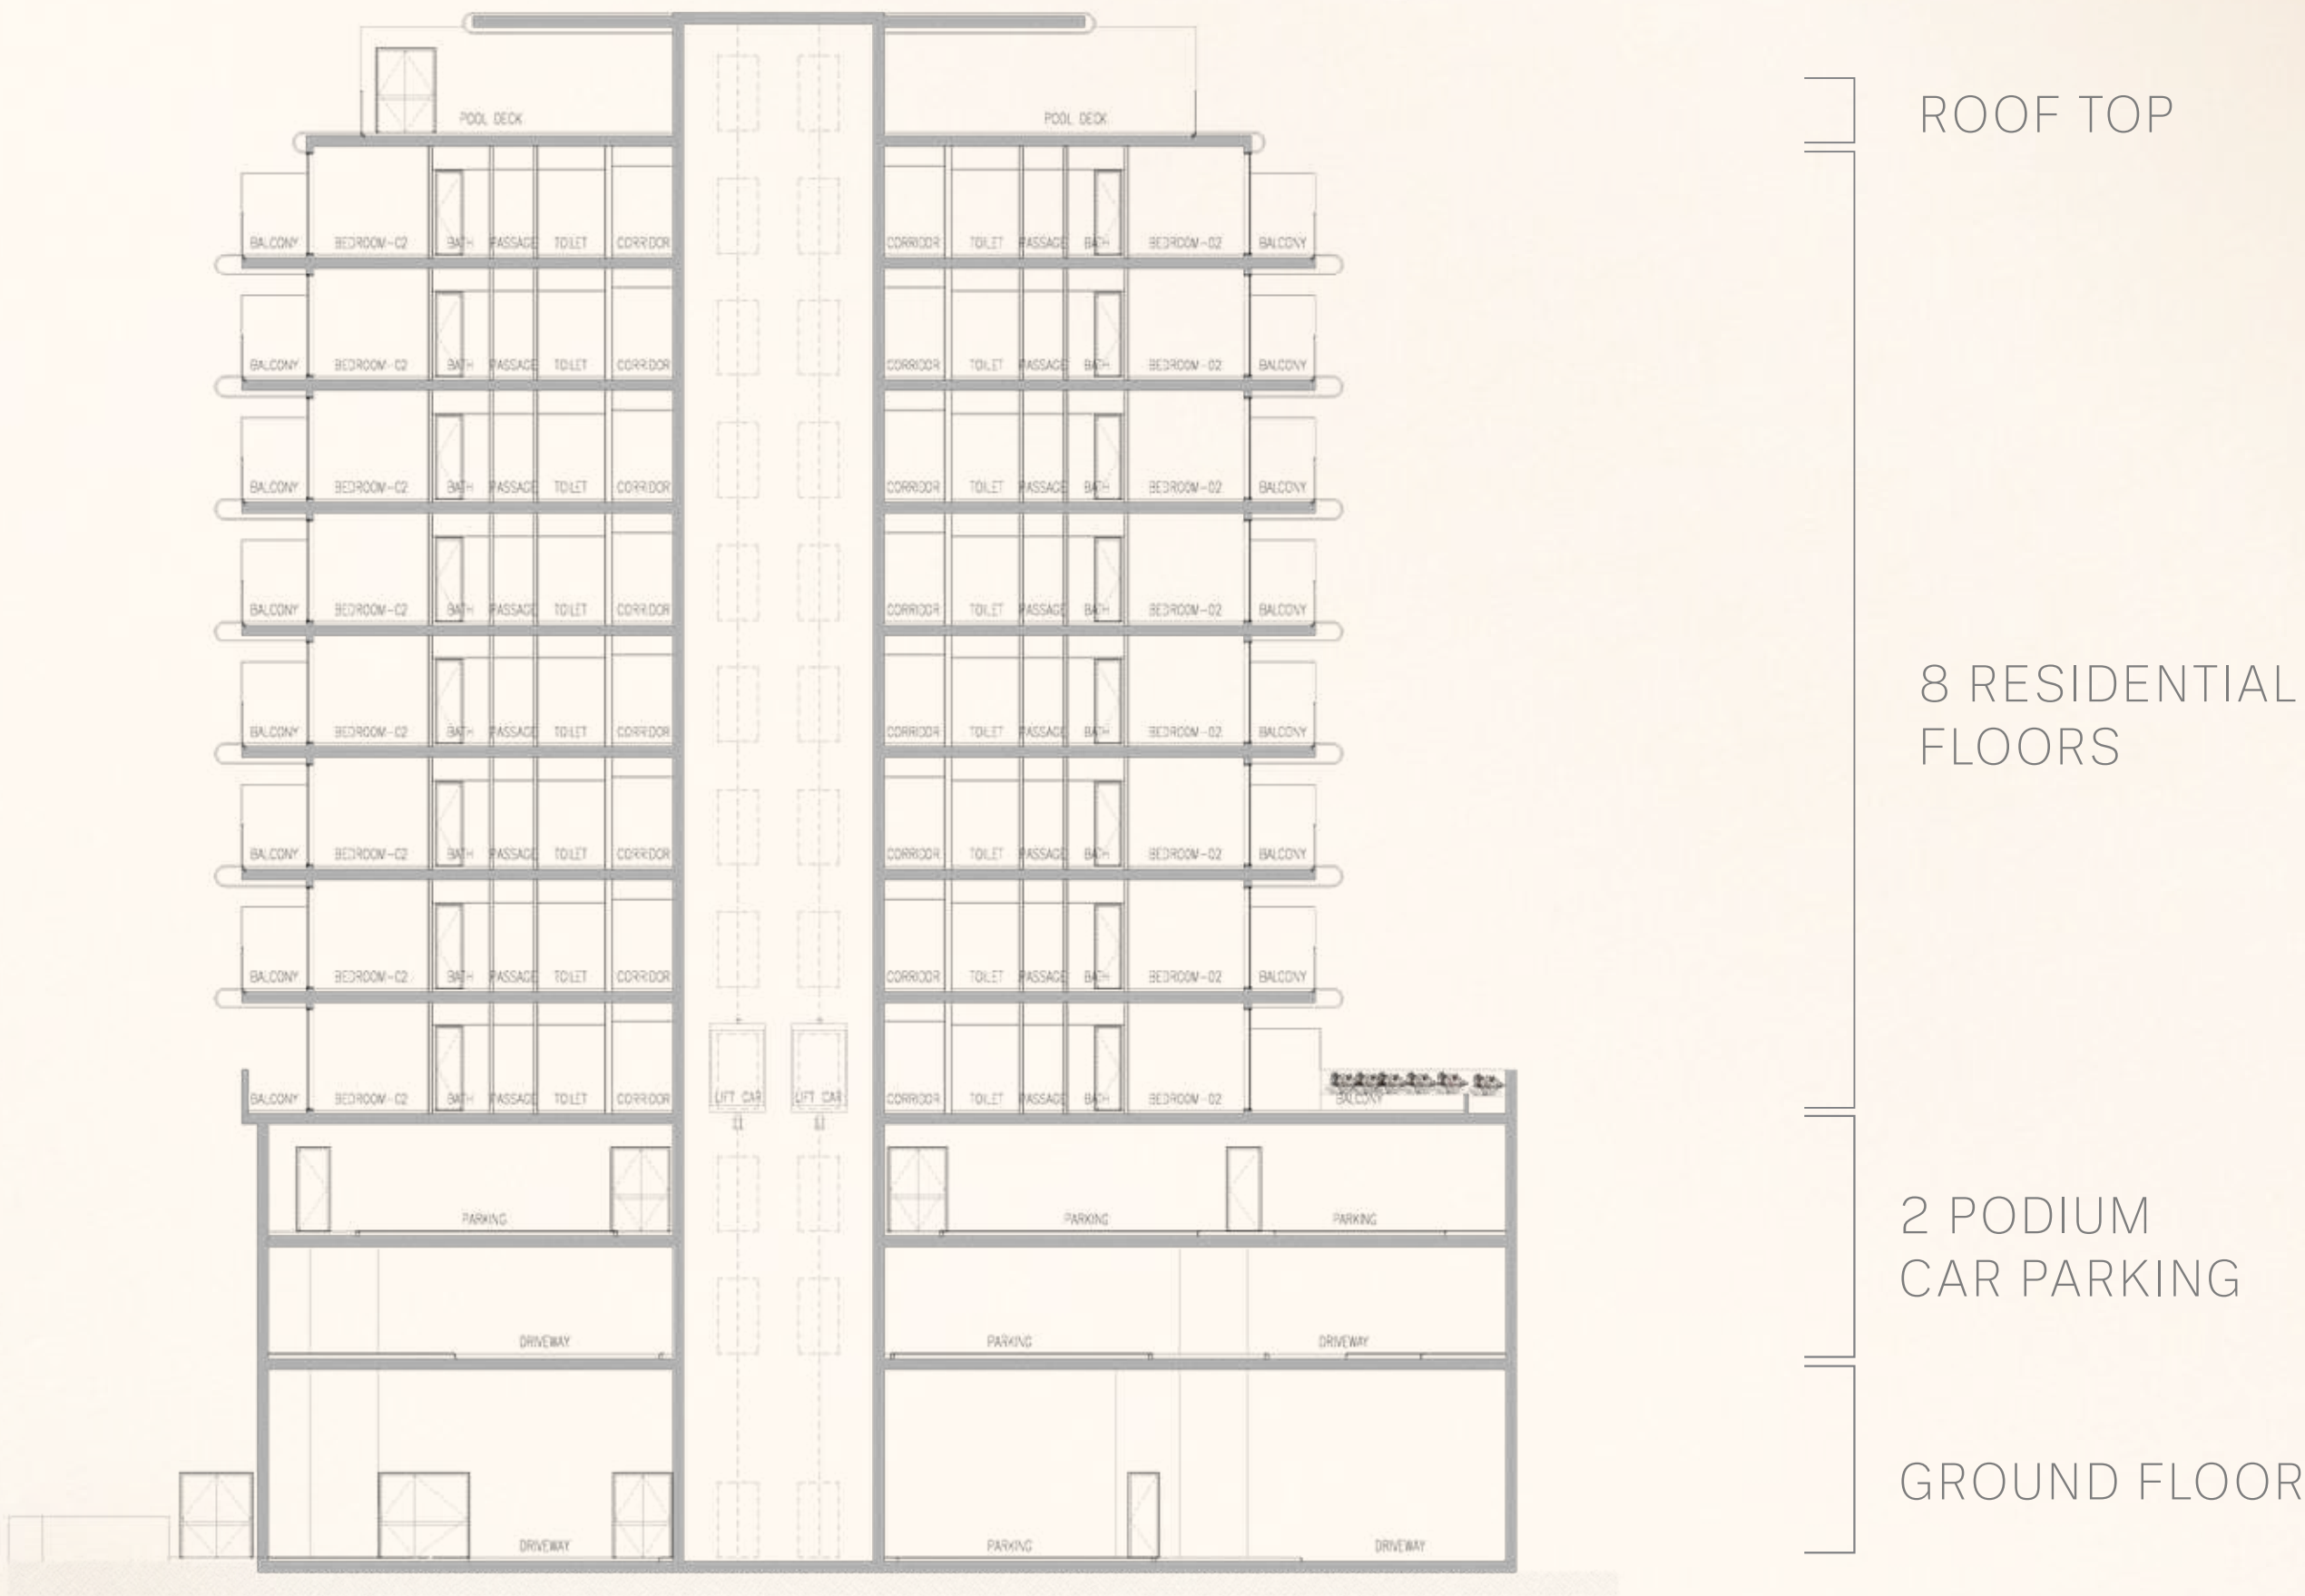 POOL DECK POOL DECK
ROOF TOP
BALCONY BEDROOM-02 BATH PASSAGE TOILET CORRIDOR CORRIDOR TOILET PASSAGE BATH BEDROOM-02 BALCONY
BALCONY BEDROOM-02 BATH PASSAGE TOILET CORRIDOR CORRIDOR TOILET PASSAGE BATH BEDROOM-02 BALCONY
BALCONY BEDROOM-02 BATH PASSAGE TOILET CORRIDOR CORRIDOR TOILET PASSAGE BATH BEDROOM-02 BALCONY
BALCONY BEDROOM-02 BATH PASSAGE TOILET CORRIDOR CORRIDOR TOILET PASSAGE BATH BEDROOM-02 BALCONY
BALCONY BEDROOM-02 BATH PASSAGE TOILET CORRIDOR CORRIDOR TOILET PASSAGE BATH BEDROOM-02 BALCONY
8 RESIDENTIAL
FLOORS
BALCONY BEDROOM-02 BATH PASSAGE TOILET CORRIDOR CORRIDOR TOILET PASSAGE BATH BEDROOM-02 BALCONY
BALCONY BEDROOM-02 BATH PASSAGE TOILET CORRIDOR CORRIDOR TOILET PASSAGE BATH BEDROOM-02 BALCONY
BALCONY BEDROOM-02 BATH PASSAGE TOILET CORRIDOR LIFT CAR LIFT CAR CORRIDOR TOILET PASSAGE BATH BEDROOM-02 BALCONY
PARKING PARKING PARKING
2 PODIUM
CAR PARKING
DRIVEWAY PARKING DRIVEWAY
GROUND FLOOR
DRIVEWAY PARKING DRIVEWAY